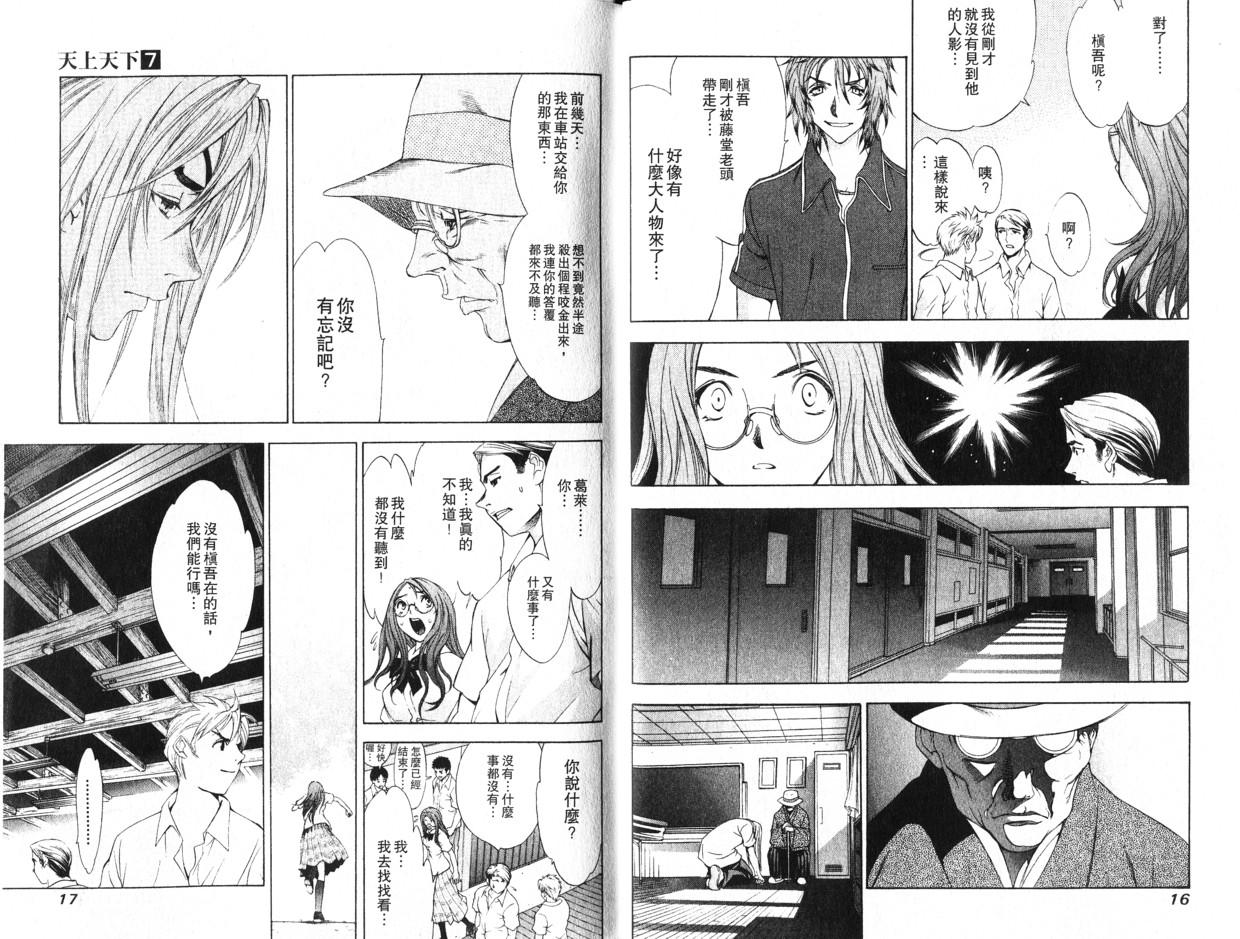 對了……
槇吾呢？
我從剛才
就沒有見到他
的人影…
啊？
咦？
這樣說來
…
槇吾
剛才被藤堂老頭
帶走了…
好像有
什麼大人物來了…
16
天上天下7
前幾天…
我在車站交給你
的那東西…
想不到竟然半途
殺出個程咬金出來，
我連你的答覆
都來不及聽…
你沒
有忘記吧？
葛萊……
你…
又有
什麼事了…
我…我真的
不知道！
我什麼
都沒有聽到！
你說什麼？
沒有…什麼
事都沒有…
怎麼已經
結束了…
好快
喔…
我…
我去找找看…
沒有槇吾在的話，
我們能行嗎…
…………
17